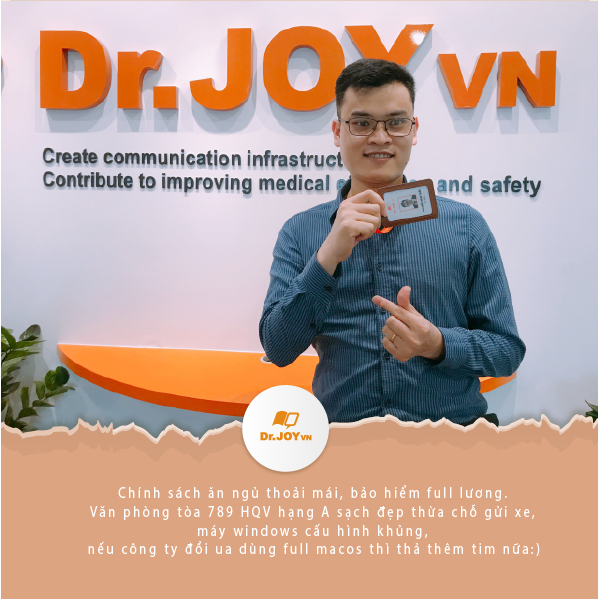 Dr.JOY VN
Create communication infrastruct
Contribute to improving medical and safety
Dr.JOY VN
Chính sách ăn ngủ thoải mái, bảo hiểm full lương.
Văn phòng tòa 789 HQV hạng A sạch đẹp thừa chỗ gửi xe,
máy windows cấu hình khủng,
nếu công ty đổi ua dùng full macos thì thả thêm tim nữa:)